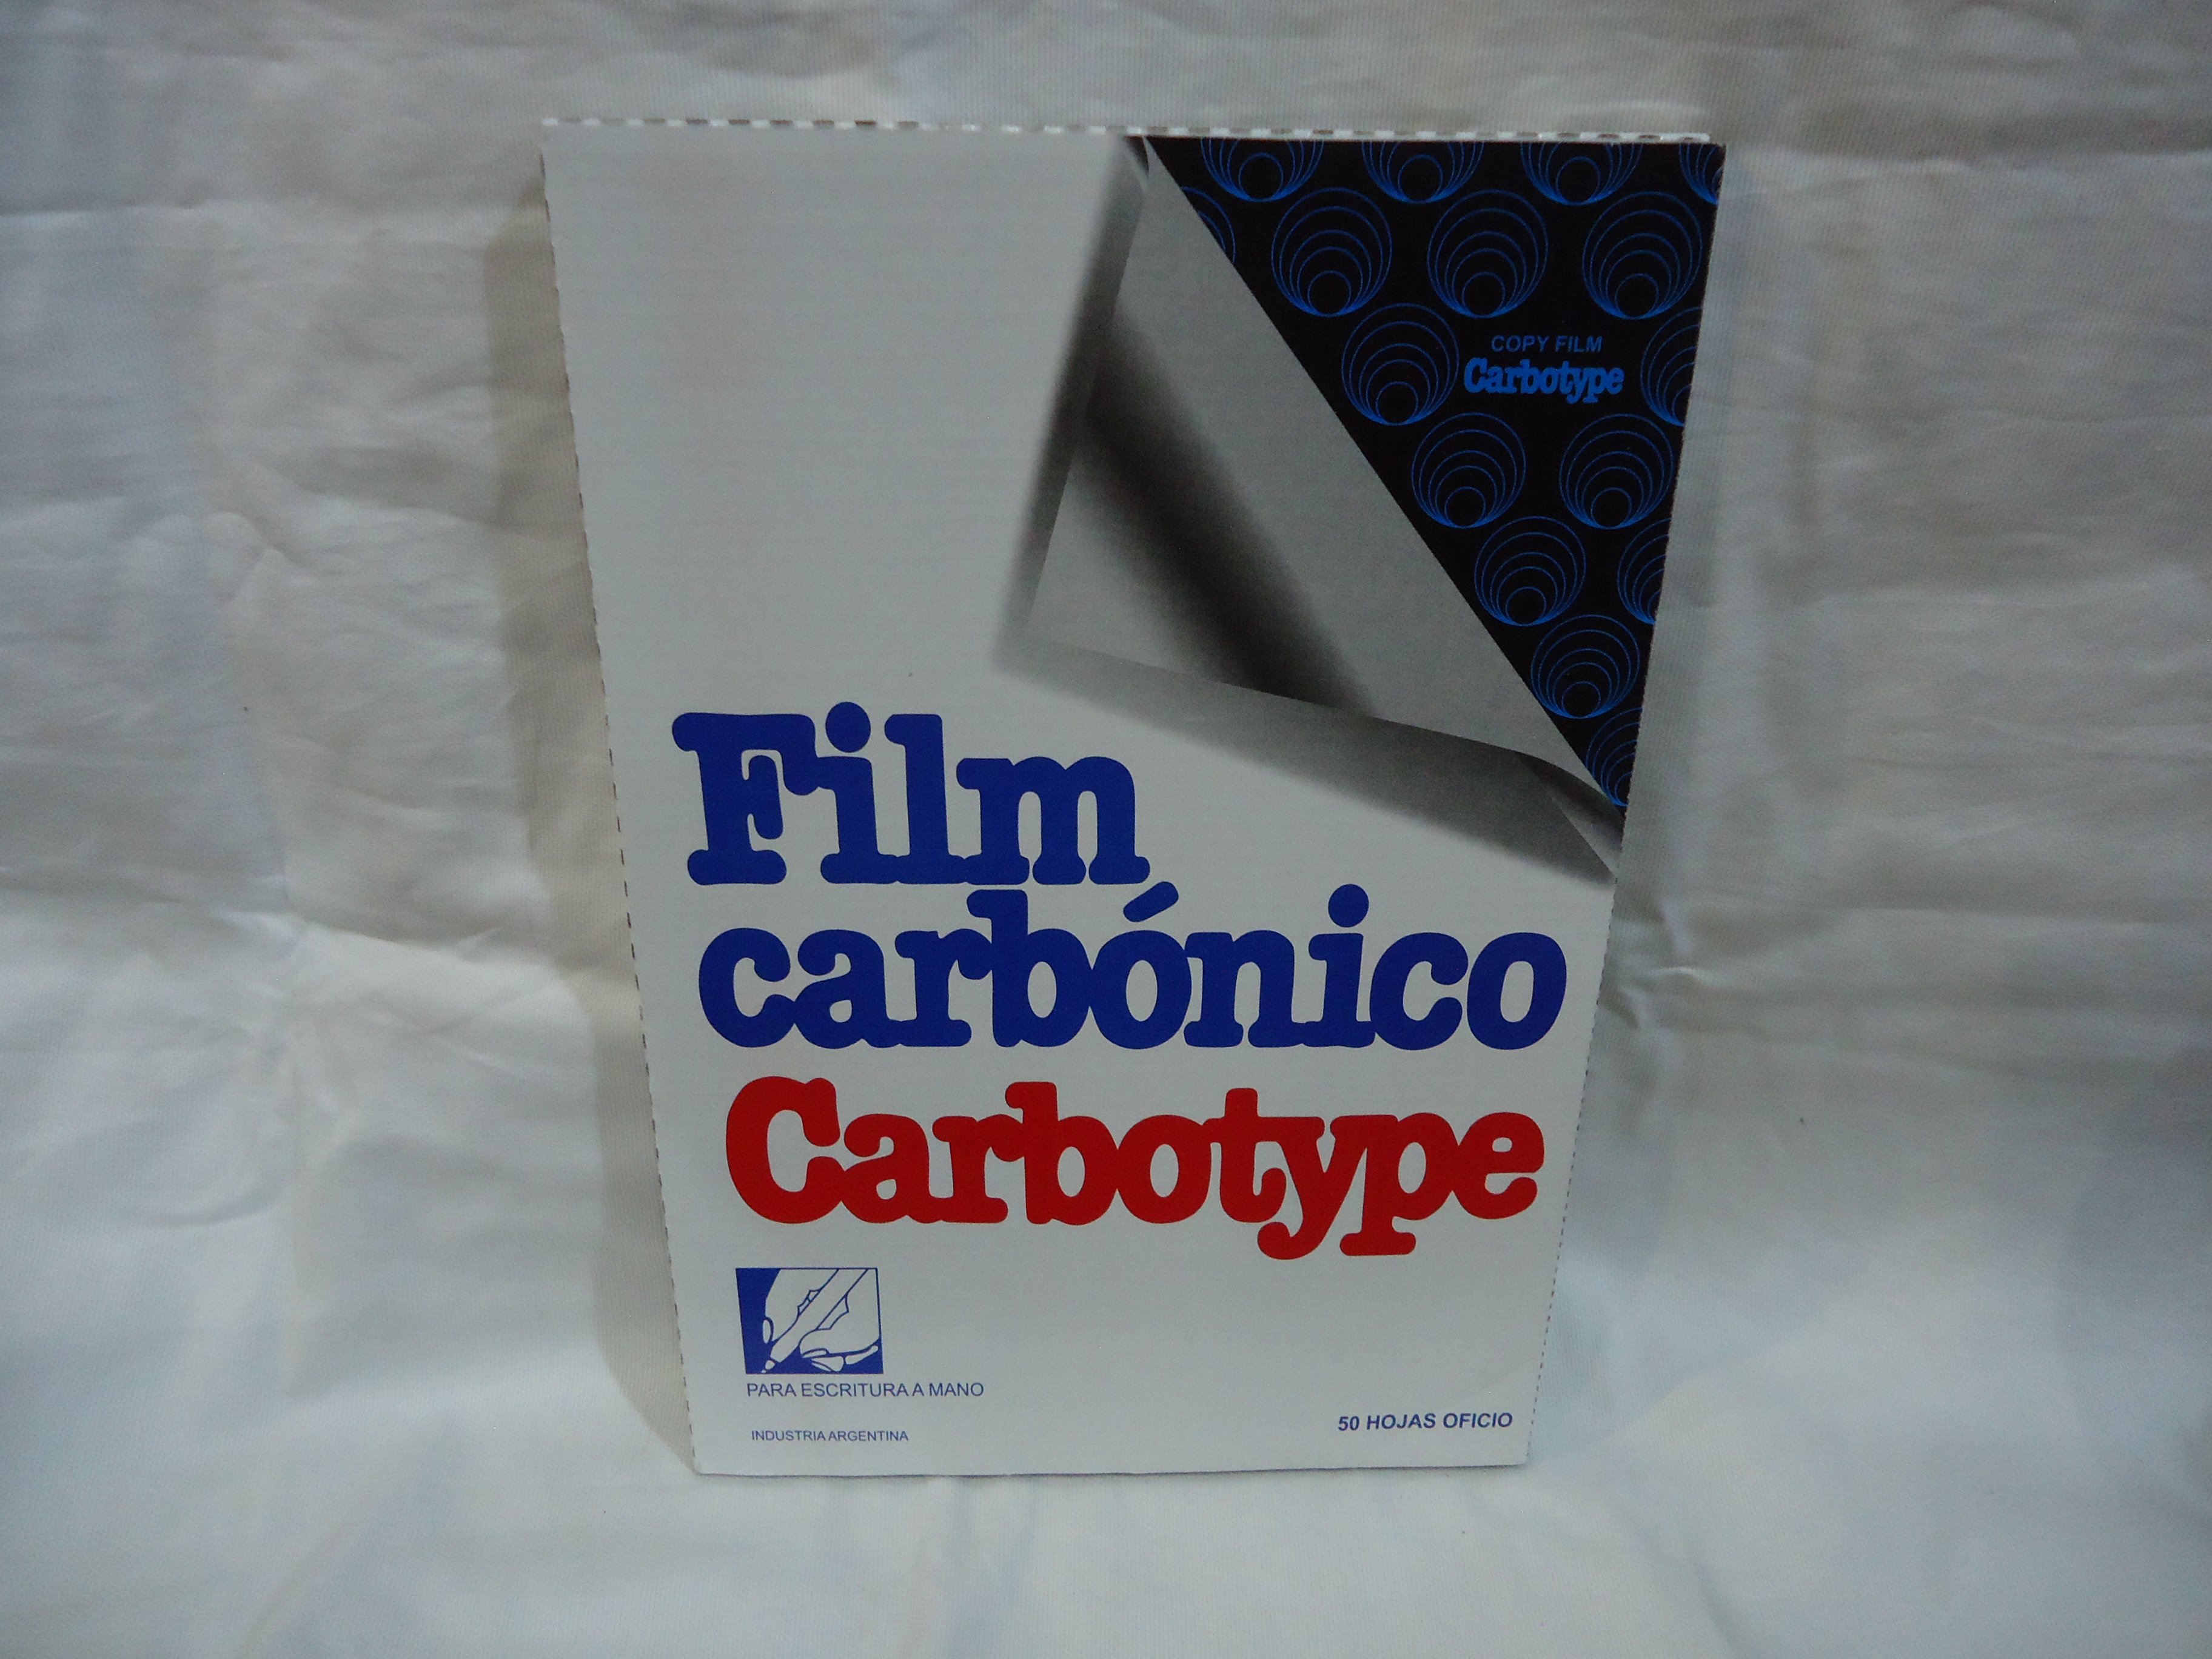 COPY FILM
Carbotype
Film
carbónico
Carbotype
PARA ESCRITURA A MANO
INDUSTRIA ARGENTINA
50 HOJAS OFICIO